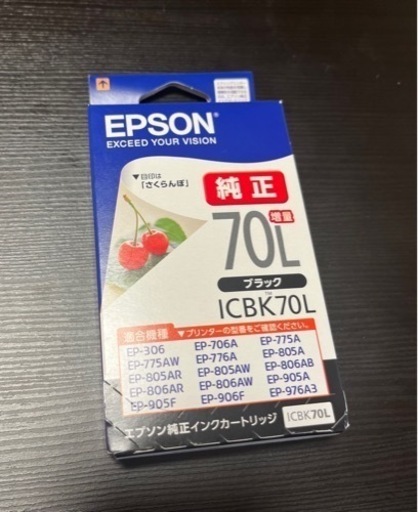 EPSON
EXCEED YOUR VISION
▼目印は
「さくらんぼ」
純正
70L
増量
ブラック
ICBK70L
適合機種
▼プリンターの型番をご確認ください。
EP-306 EP-706A EP-775A
EP-775AW EP-776A EP-805A
EP-805AR EP-805AW EP-806AB
EP-806AR EP-806AW EP-905A
EP-905F EP-906F EP-976A3
エプソン純正インクカートリッジ ICBK70L